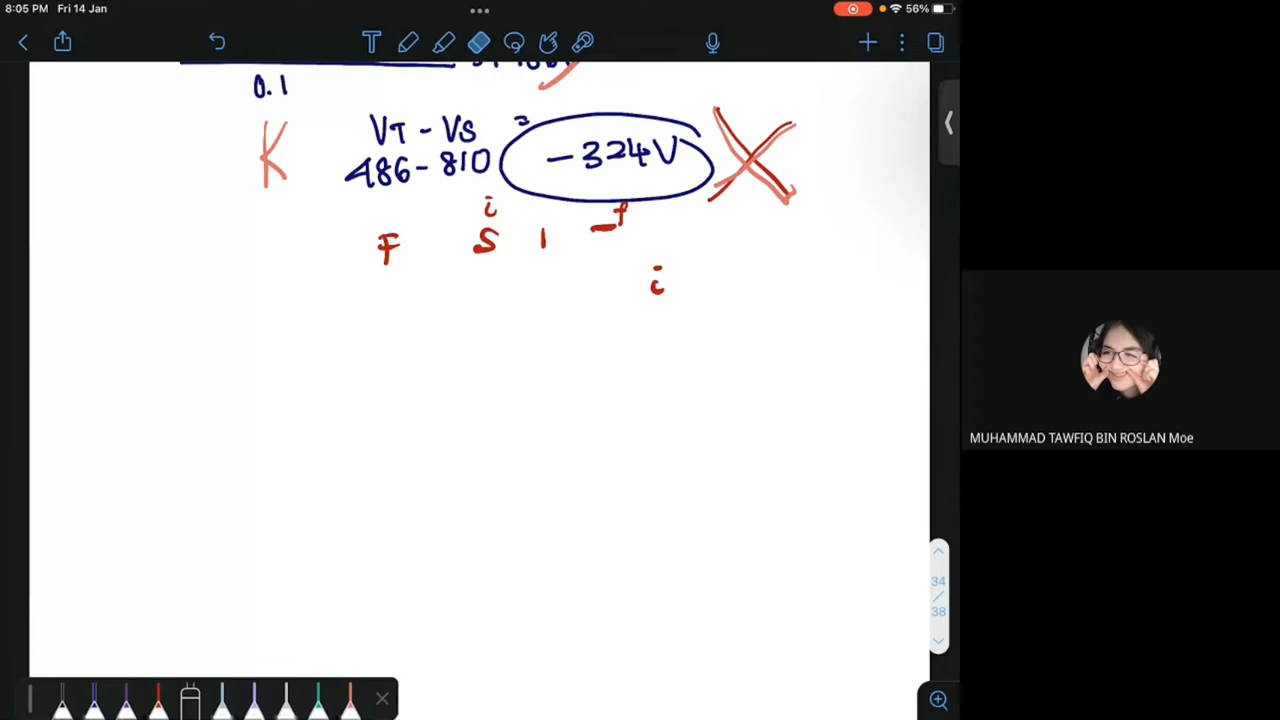 8:05 PM Fri 14 Jan
56%
T
0.1
VT - VS =
K 486 - 810 -324V
i f
F S I -
i
34
38
MUHAMMAD TAWFIQ BIN ROSLAN Moe